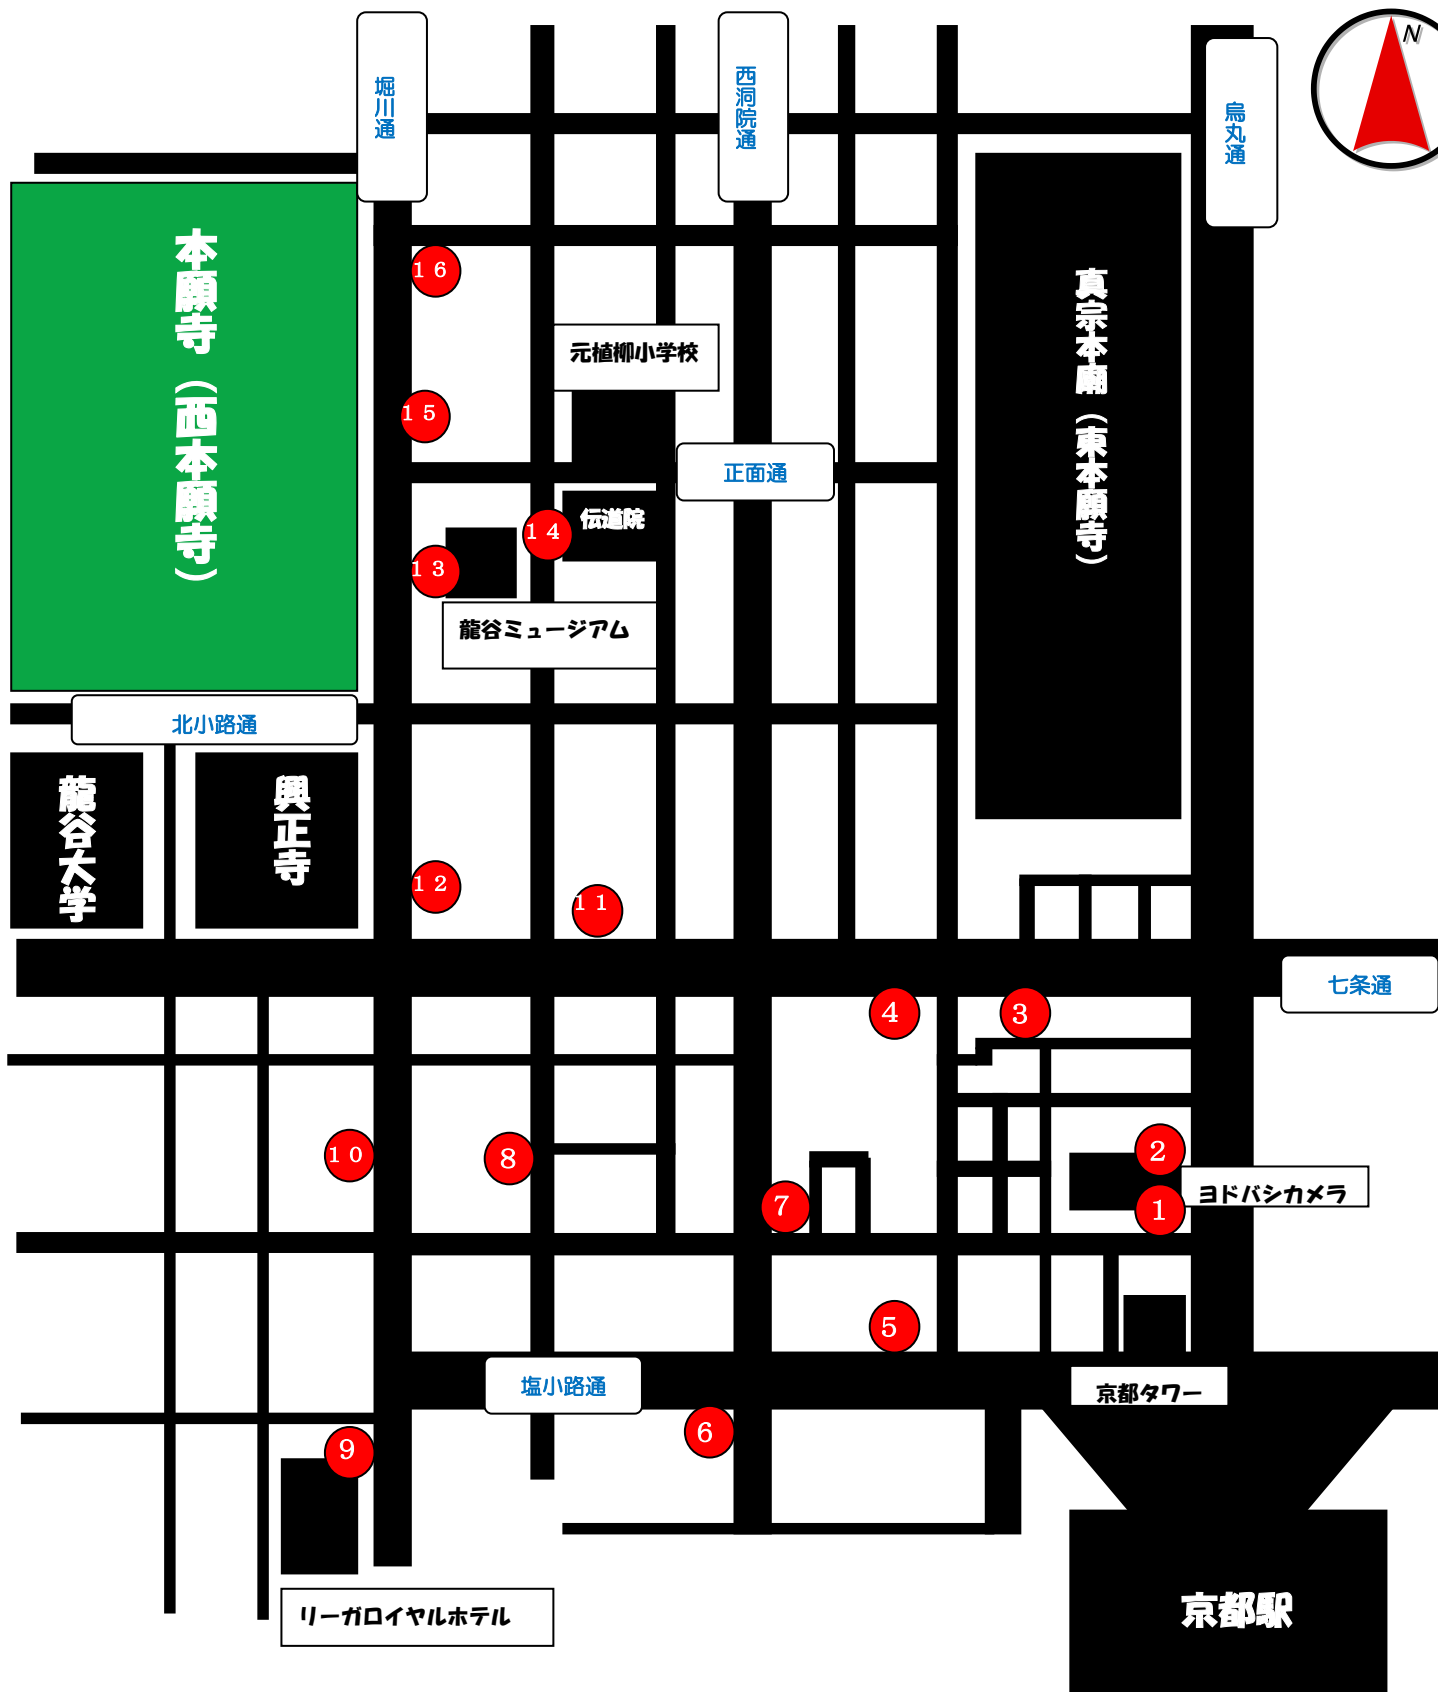 堀川通
西洞院通
烏丸通
N
本願寺（西本願寺）
真宗本廟（東本願寺）
１６
元植柳小学校
１５
正面通
伝道院
１４
１３
龍谷ミュージアム
北小路通
龍谷大学
興正寺
１２
１１
七条通
４
３
１０
８
２
ヨドバシカメラ
７
１
５
塩小路通
京都タワー
６
９
リーガロイヤルホテル
京都駅